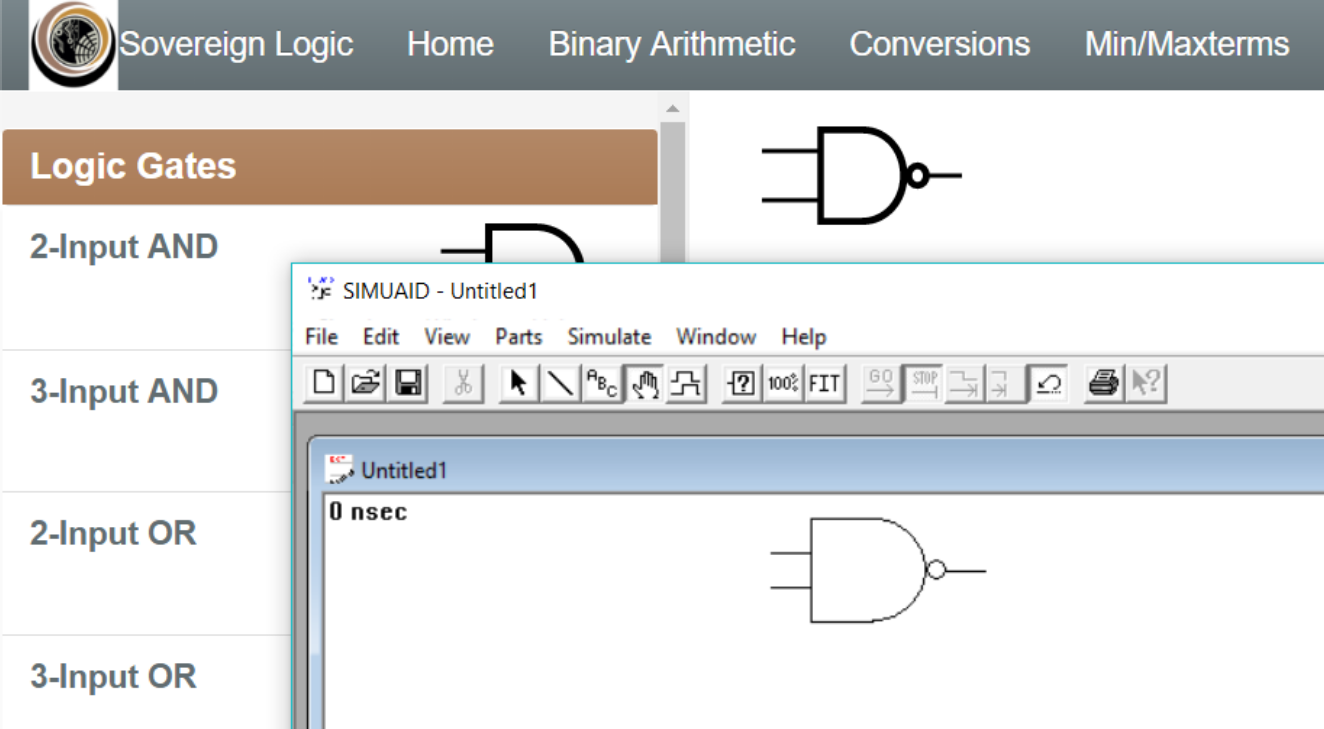 Sovereign Logic Home Binary Arithmetic Conversions Min/Maxterms
Logic Gates
2-Input AND
3-Input AND
2-Input OR
3-Input OR
SIMUAID - Untitled1
File Edit View Parts Simulate Window Help
ABC ? 100% FIT GO STOP ?
Untitled1
0 nsec